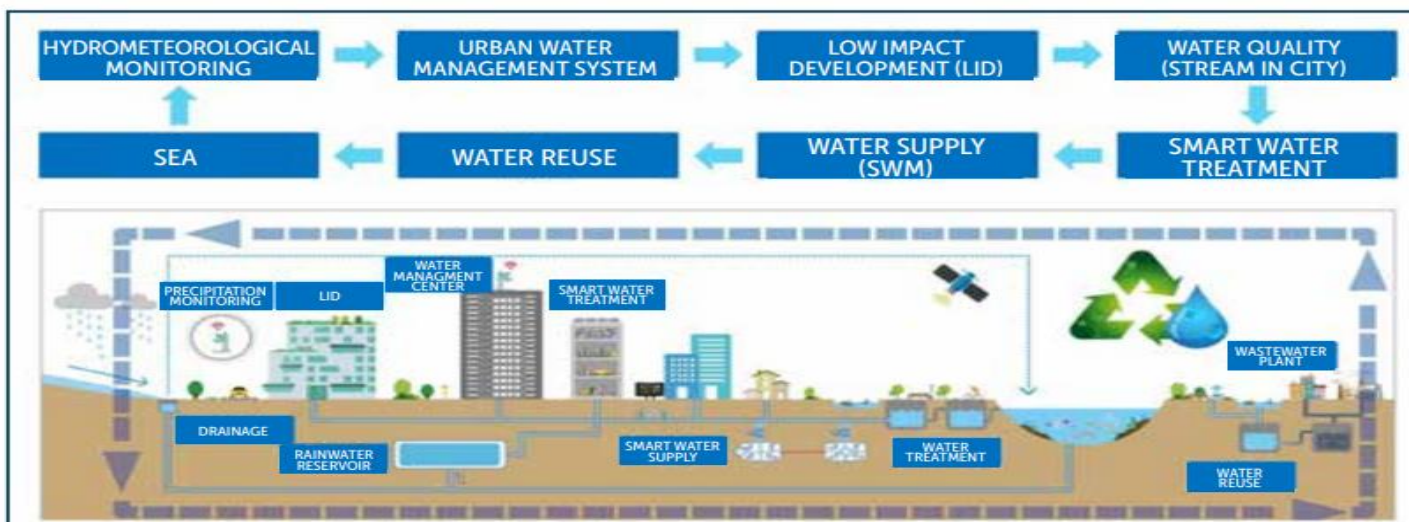 HYDROMETEOROLOGICAL
MONITORING
URBAN WATER
MANAGEMENT SYSTEM
LOW IMPACT
DEVELOPMENT (LID)
WATER QUALITY
(STREAM IN CITY)
SEA
WATER REUSE
WATER SUPPLY
(SWM)
SMART WATER
TREATMENT
PRECIPITATION
MONITORING
LID
WATER
MANAGMENT
CENTER
SMART WATER
TREATMENT
WASTEWATER
PLANT
DRAINAGE
RAINWATER
RESERVOIR
SMART WATER
SUPPLY
WATER
TREATMENT
WATER
REUSE